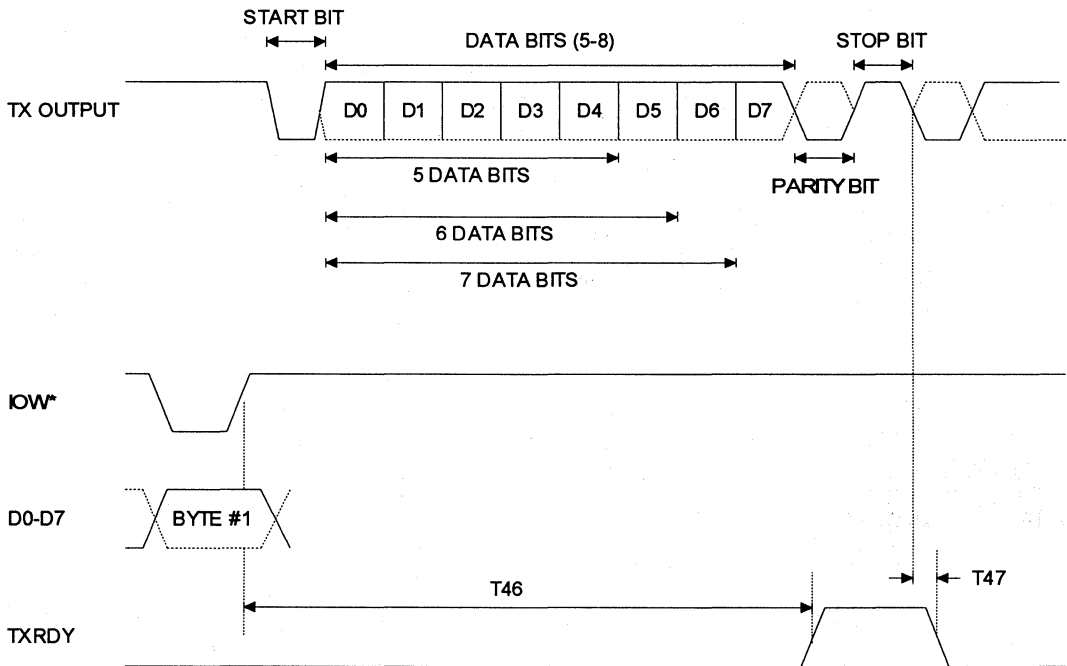 START BIT
DATA BITS (5-8)
STOP BIT
TX OUTPUT
D0 D1 D2 D3 D4 D5 D6 D7
5 DATA BITS
PARITY BIT
6 DATA BITS
7 DATA BITS
IOW*
D0-D7
BYTE #1
T46
T47
TXRDY